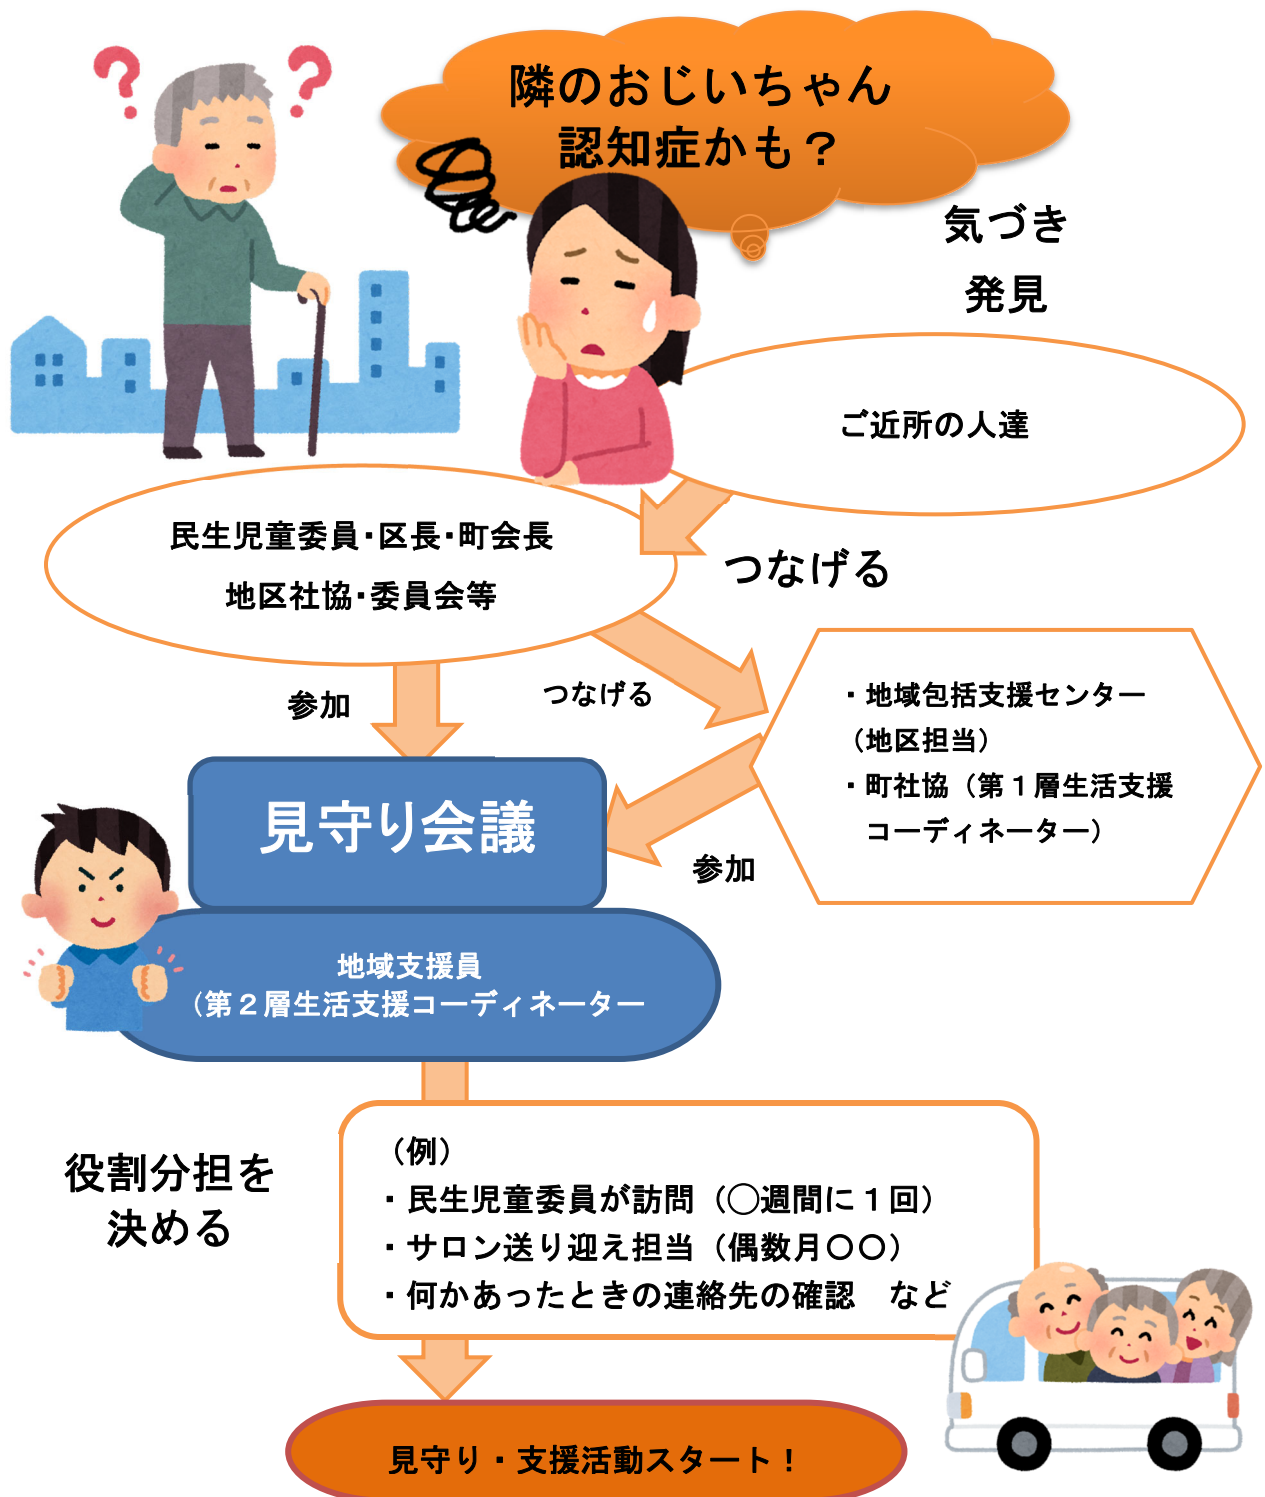 隣のおじいちゃん
認知症かも？
気づき
発見
ご近所の人達
民生児童委員・区長・町会長
地区社協・委員会等
つなげる
参加
つなげる
・地域包括支援センター
（地区担当）
・町社協（第１層生活支援
コーディネーター）
参加
見守り会議
地域支援員
（第２層生活支援コーディネーター
役割分担を
決める
（例）
・民生児童委員が訪問（◯週間に１回）
・サロン送り迎え担当（偶数月〇〇）
・何かあったときの連絡先の確認　など
見守り・支援活動スタート！